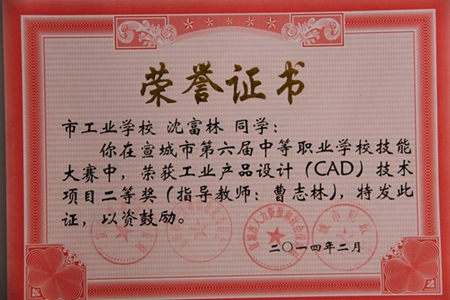 荣誉证书
市工业学校 沈富林 同学：
你在宣城市第六届中等职业学校技能
大赛中，荣获工业产品设计（CAD）技术
项目二等奖（指导教师：曹志林），特发此
证，以资鼓励。
二〇一四年二月